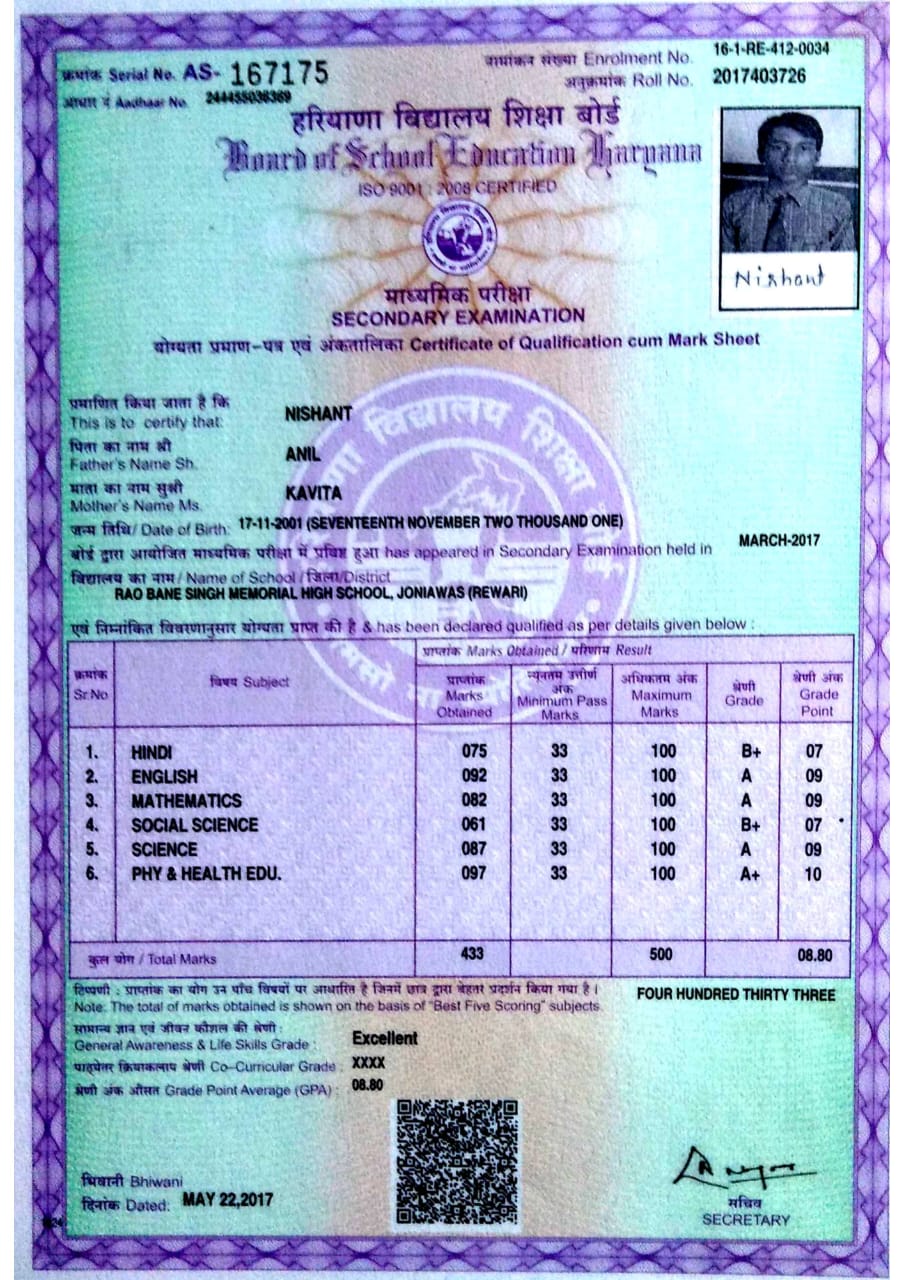 क्रमांक Serial No. AS- 167175
नामांकन संख्या Enrolment No. 16-1-RE-412-0034
आधार नं Aadhaar No. 244455036369
अनुक्रमांक Roll No. 2017403726
हरियाणा विद्यालय शिक्षा बोर्ड
Board of School Education Haryana
ISO 9001 : 2008 CERTIFIED
Nishant
माध्यमिक परीक्षा
SECONDARY EXAMINATION
योग्यता प्रमाण-पत्र एवं अंकतालिका Certificate of Qualification cum Mark Sheet
प्रमाणित किया जाता है कि
This is to certify that: NISHANT
पिता का नाम श्री
Father's Name Sh. ANIL
माता का नाम सुश्री
Mother's Name Ms. KAVITA
जन्म तिथि/ Date of Birth: 17-11-2001 (SEVENTEENTH NOVEMBER TWO THOUSAND ONE)
बोर्ड द्वारा आयोजित माध्यमिक परीक्षा में प्रविष्ट हुआ has appeared in Secondary Examination held in MARCH-2017
विद्यालय का नाम/ Name of School /जिला/District
RAO BANE SINGH MEMORIAL HIGH SCHOOL, JONIAWAS (REWARI)
एवं निम्नांकित विवरणानुसार योग्यता प्राप्त की है & has been declared qualified as per details given below :
प्राप्तांक Marks Obtained / परिणाम Result
क्रमांक Sr.No विषय Subject प्राप्तांक Marks Obtained न्यूनतम उत्तीर्ण अंक Minimum Pass Marks अधिकतम अंक Maximum Marks श्रेणी Grade श्रेणी अंक Grade Point
1. HINDI 075 33 100 B+ 07
2. ENGLISH 092 33 100 A 09
3. MATHEMATICS 082 33 100 A 09
4. SOCIAL SCIENCE 061 33 100 B+ 07
5. SCIENCE 087 33 100 A 09
6. PHY & HEALTH EDU. 097 33 100 A+ 10
कुल योग / Total Marks 433 500 08.80
टिप्पणी : प्राप्तांक का योग उन पाँच विषयों पर आधारित है जिनमें छात्र द्वारा बेहतर प्रदर्शन किया गया है।
Note: The total of marks obtained is shown on the basis of "Best Five Scoring" subjects.
FOUR HUNDRED THIRTY THREE
सामान्य ज्ञान एवं जीवन कौशल की श्रेणी :
General Awareness & Life Skills Grade : Excellent
पाठ्येतर क्रियाकलाप श्रेणी Co-Curricular Grade : XXXX
श्रेणी अंक औसत Grade Point Average (GPA) : 08.80
भिवानी Bhiwani
दिनांक Dated: MAY 22,2017
सचिव
SECRETARY